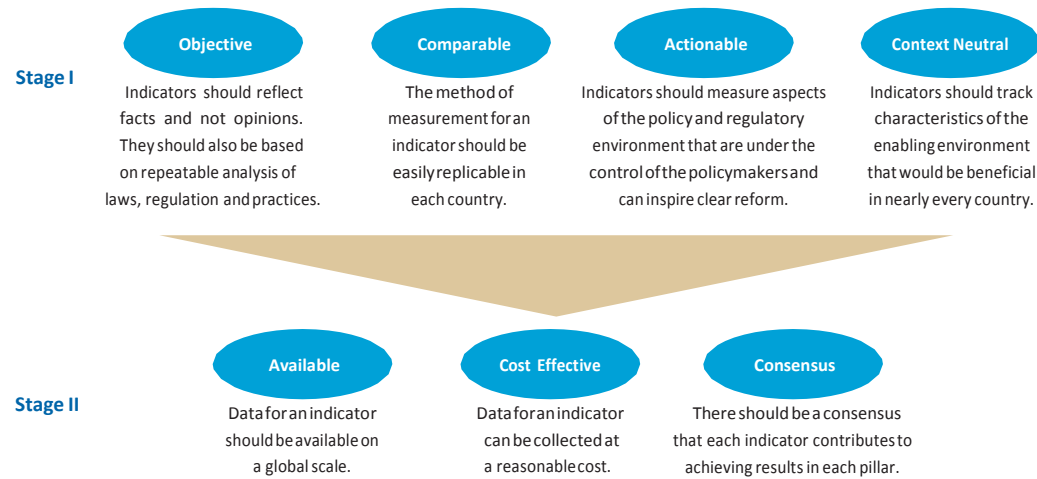 Objective
Comparable
Actionable
Context Neutral
Stage I
Indicators should reflect
facts and not opinions.
They should also be based
on repeatable analysis of
laws, regulation and practices.
The method of
measurement for an
indicator should be
easily replicable in
each country.
Indicators should measure aspects
of the policy and regulatory
environment that are under the
control of the policymakers and
can inspire clear reform.
Indicators should track
characteristics of the
enabling environment
that would be beneficial
in nearly every country.
Available
Cost Effective
Consensus
Stage II
Data for an indicator
should be available on
a global scale.
Data for an indicator
can be collected at
a reasonable cost.
There should be a consensus
that each indicator contributes to
achieving results in each pillar.